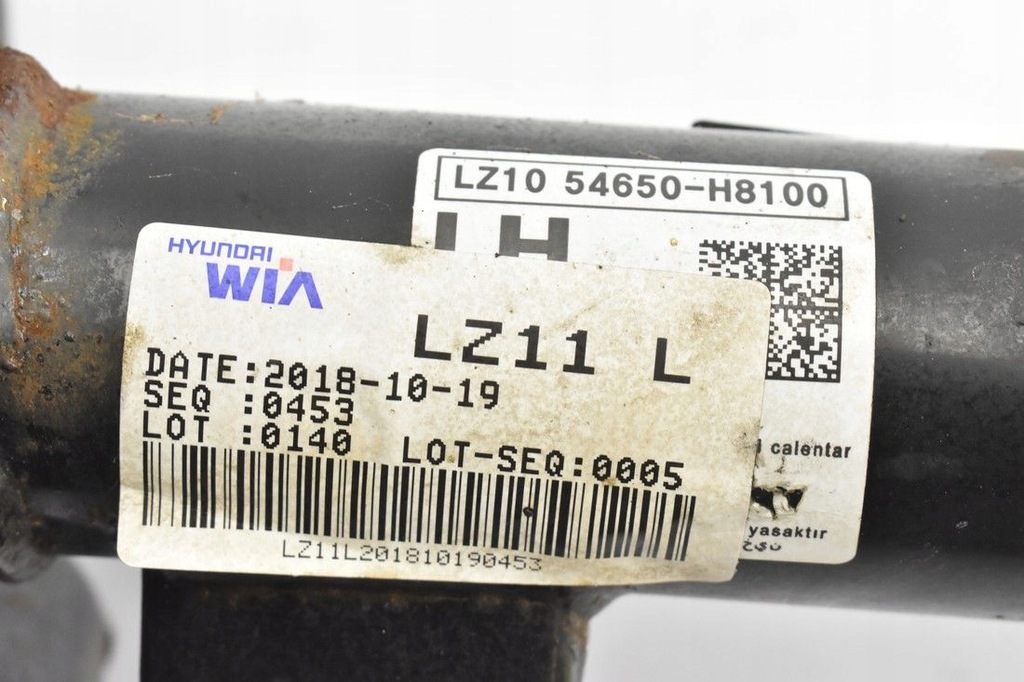 LZ10 54650-H8100
LH
HYUNDAI
WIA
LZ11 L
DATE:2018-10-19
SEQ :0453
LOT :0140 LOT-SEQ:0005
LZ11L201810190453
calentar
yasaktır